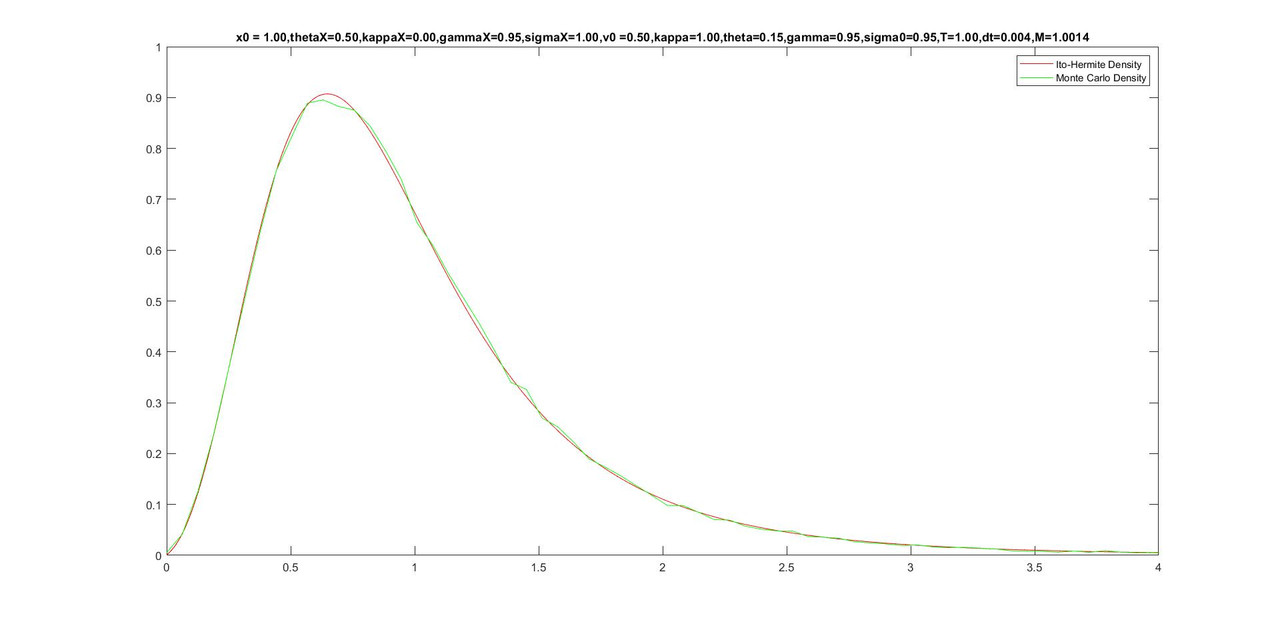 x0 = 1.00,thetaX=0.50,kappaX=0.00,gammaX=0.95,sigmaX=1.00,v0 =0.50,kappa=1.00,theta=0.15,gamma=0.95,sigma0=0.95,T=1.00,dt=0.004,M=1.0014
Ito-Hermite Density
Monte Carlo Density
1
0.9
0.8
0.7
0.6
0.5
0.4
0.3
0.2
0.1
0
0 0.5 1 1.5 2 2.5 3 3.5 4